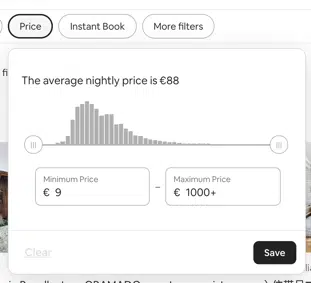 Price
Instant Book
More filters
fi
The average nightly price is €88
Minimum Price
€ 9
–
Maximum Price
€ 1000+
Clear
Save